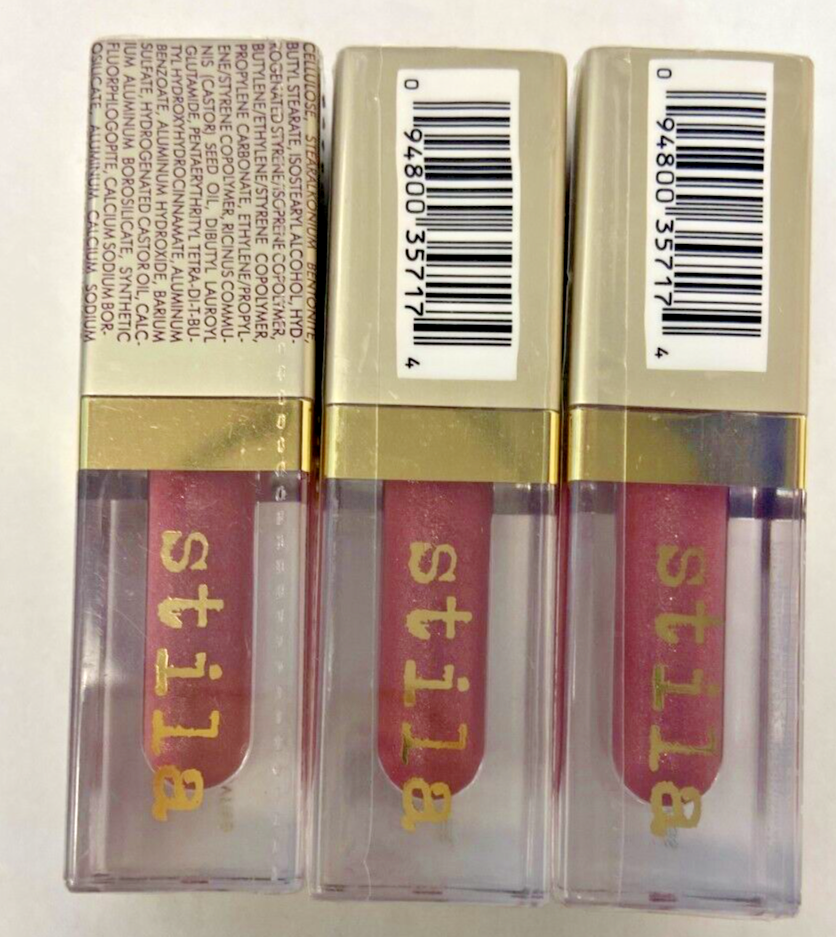 CELLULOSE, STEARALKONIUM BENTONITE,
BUTYL STEARATE, ISOSTEARYL ALCOHOL, HYD-
ROGENATED STYRENE/ISOPRENE COPOLYMER,
BUTYLENE/ETHYLENE/STYRENE COPOLYMER,
PROPYLENE CARBONATE, ETHYLENE/PROPYL-
ENE/STYRENE COPOLYMER, RICINUS COMMU-
NIS (CASTOR) SEED OIL, DIBUTYL LAUROYL
GLUTAMIDE, PENTAERYTHRITYL TETRA-DI-T-BU-
TYL HYDROXYHYDROCINNAMATE, ALUMINUM
BENZOATE, ALUMINUM HYDROXIDE, BARIUM
SULFATE, HYDROGENATED CASTOR OIL, CALC-
IUM ALUMINUM BOROSILICATE, SYNTHETIC
FLUORPHLOGOPITE, CALCIUM SODIUM BOR-
OSILICATE, ALUMINUM CALCIUM SODIUM
stila
0 94800 35717 4
stila
0 94800 35717 4
stila